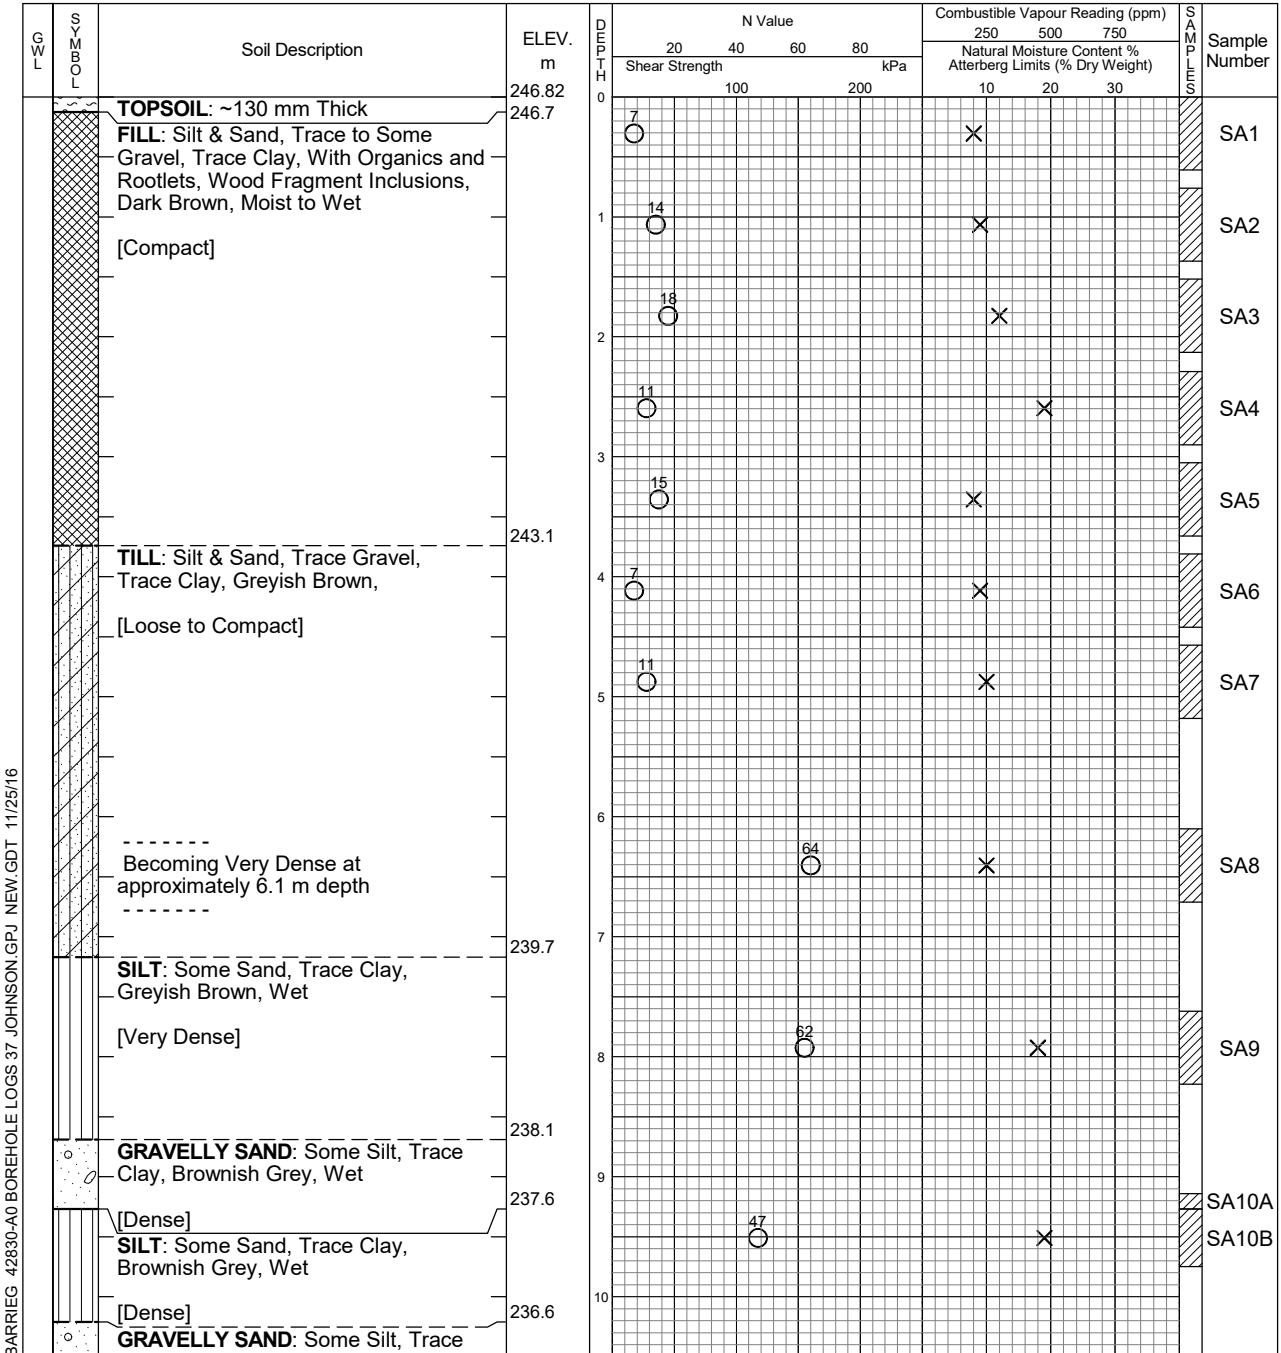 GWL
SYMBOL
Soil Description
ELEV.
m
DEPTH
N Value
20 40 60 80
Shear Strength kPa
100 200
Combustible Vapour Reading (ppm)
250 500 750
Natural Moisture Content %
Atterberg Limits (% Dry Weight)
10 20 30
SAMPLES
Sample
Number
246.82
0
TOPSOIL: ~130 mm Thick
246.7
FILL: Silt & Sand, Trace to Some
Gravel, Trace Clay, With Organics and
Rootlets, Wood Fragment Inclusions,
Dark Brown, Moist to Wet
[Compact]
7
SA1
1
14
SA2
18
SA3
2
11
SA4
3
15
SA5
243.1
TILL: Silt & Sand, Trace Gravel,
Trace Clay, Greyish Brown,
[Loose to Compact]
4
7
SA6
11
SA7
5
6
- - - - - - -
Becoming Very Dense at
approximately 6.1 m depth
- - - - - - -
64
SA8
7
239.7
SILT: Some Sand, Trace Clay,
Greyish Brown, Wet
[Very Dense]
62
8
SA9
238.1
GRAVELLY SAND: Some Silt, Trace
Clay, Brownish Grey, Wet
[Dense]
9
237.6
SA10A
SILT: Some Sand, Trace Clay,
Brownish Grey, Wet
[Dense]
47
SA10B
10
236.6
GRAVELLY SAND: Some Silt, Trace
BARRIEG 42830-A0 BOREHOLE LOGS 37 JOHNSON.GPJ NEW.GDT 11/25/16